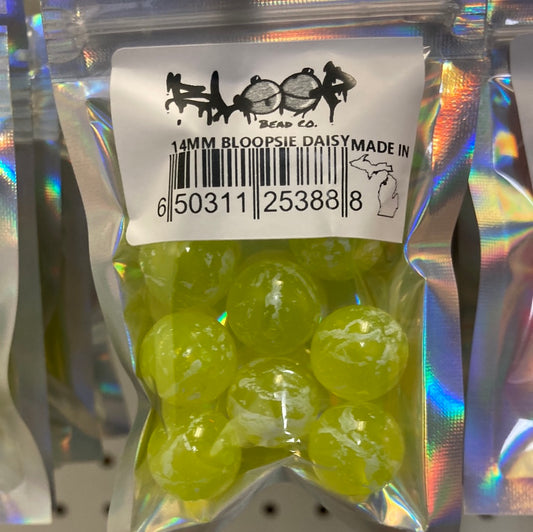 BLOOP
BEAD CO.
14MM BLOOPSIE DAISY MADE IN
6 50311 25388 8